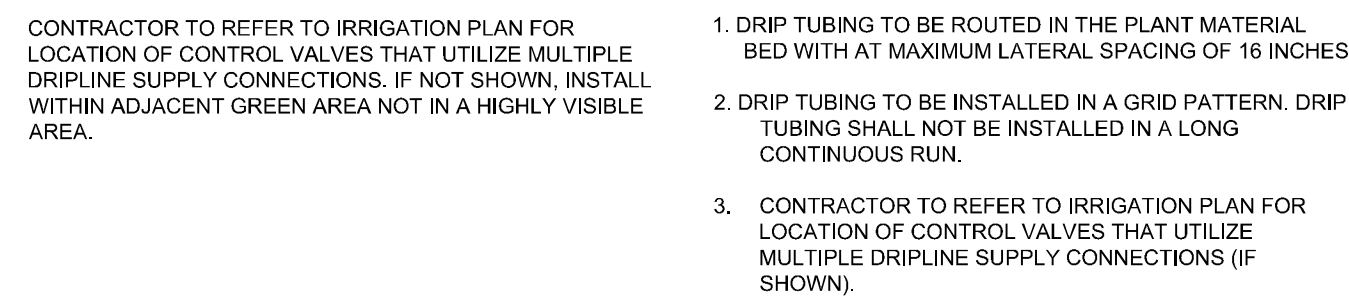 CONTRACTOR TO REFER TO IRRIGATION PLAN FOR
LOCATION OF CONTROL VALVES THAT UTILIZE MULTIPLE
DRIPLINE SUPPLY CONNECTIONS. IF NOT SHOWN, INSTALL
WITHIN ADJACENT GREEN AREA NOT IN A HIGHLY VISIBLE
AREA.
1. DRIP TUBING TO BE ROUTED IN THE PLANT MATERIAL
BED WITH AT MAXIMUM LATERAL SPACING OF 16 INCHES
2. DRIP TUBING TO BE INSTALLED IN A GRID PATTERN. DRIP
TUBING SHALL NOT BE INSTALLED IN A LONG
CONTINUOUS RUN.
3. CONTRACTOR TO REFER TO IRRIGATION PLAN FOR
LOCATION OF CONTROL VALVES THAT UTILIZE
MULTIPLE DRIPLINE SUPPLY CONNECTIONS (IF
SHOWN).